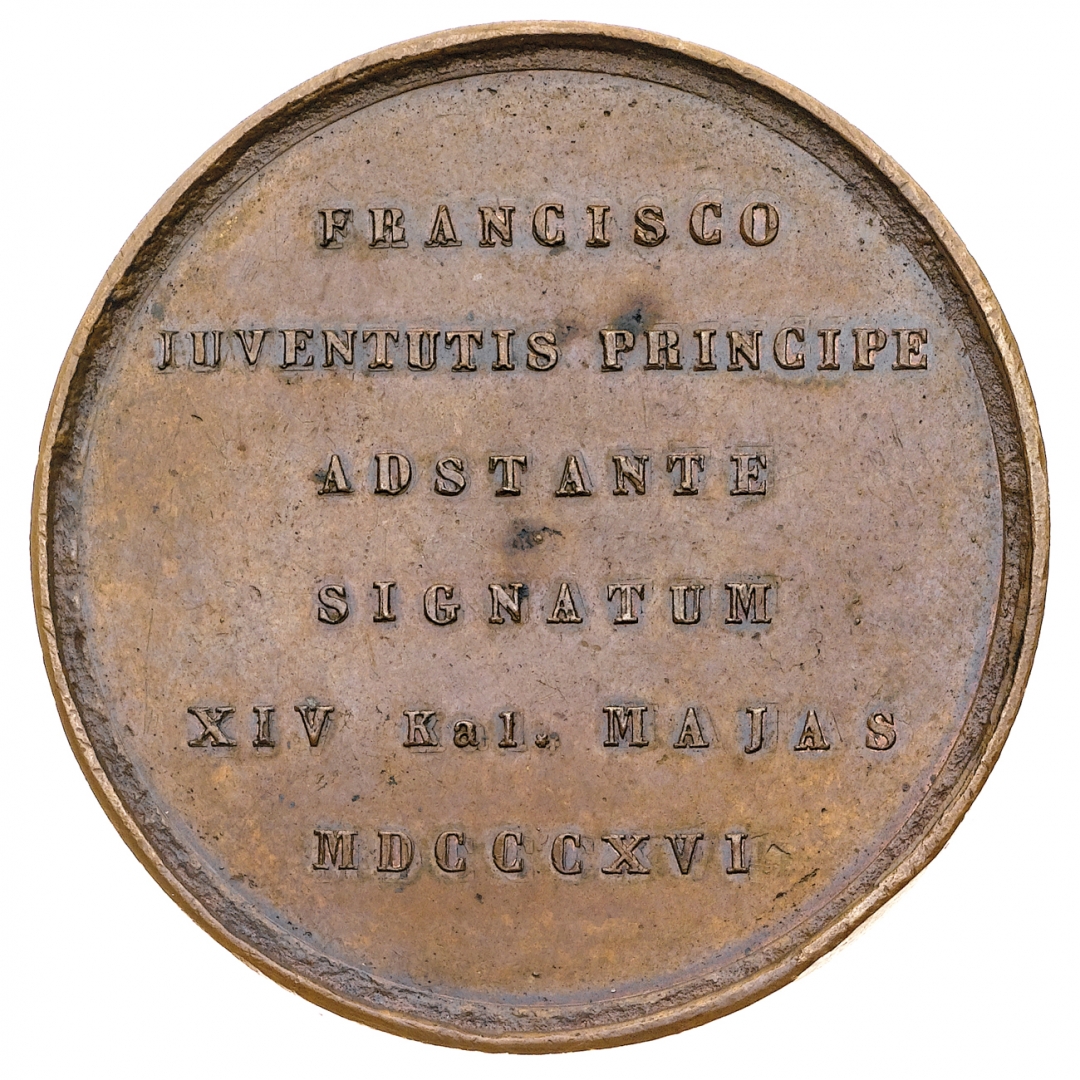 FRANCISCO
IUVENTUTIS PRINCIPE
ADSTANTE
SIGNATUM
XIV Kal. MAJAS
MDCCCXVI